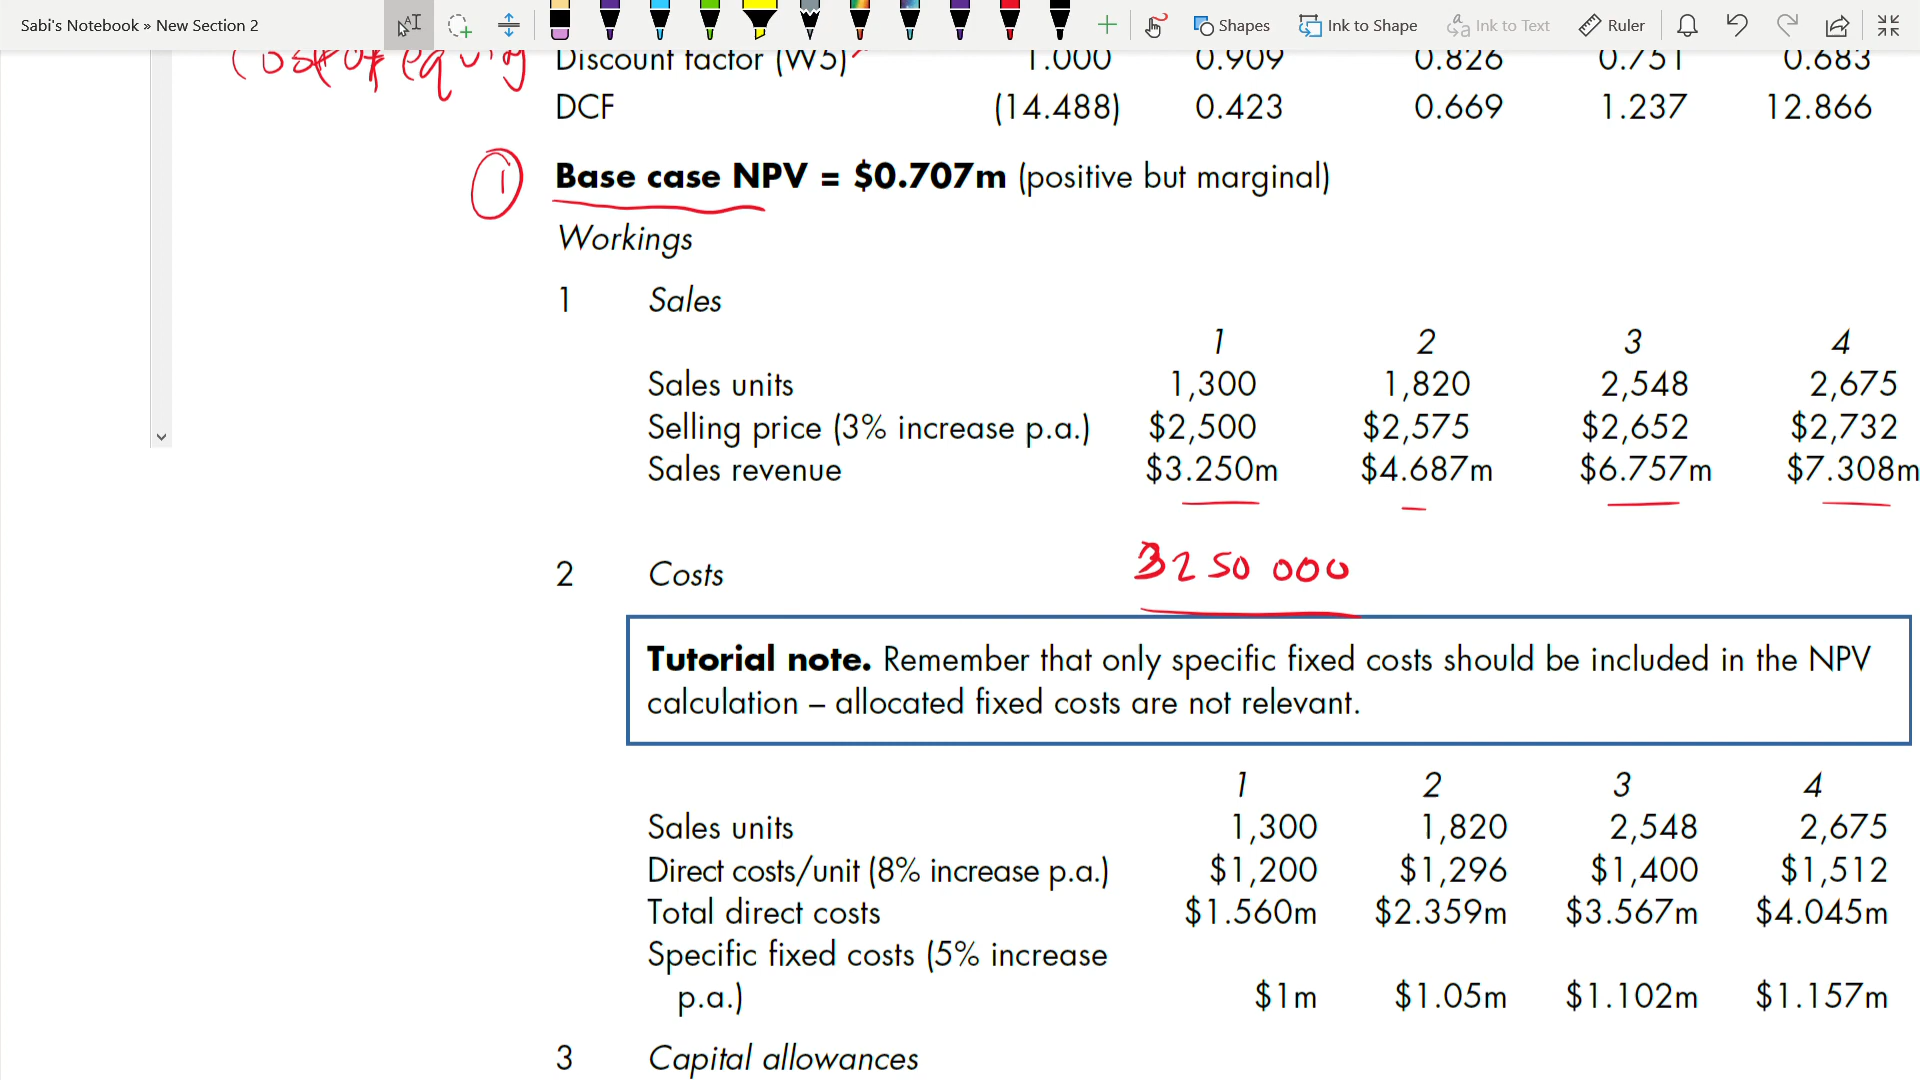 Sabi's Notebook » New Section 2
Shapes
Ink to Shape
Ink to Text
Ruler
Cost of equity
Discount factor (W5) 1.000 0.909 0.826 0.751 0.683
DCF (14.488) 0.423 0.669 1.237 12.866
1 Base case NPV = $0.707m (positive but marginal)
Workings
1 Sales
1 2 3 4
Sales units 1,300 1,820 2,548 2,675
Selling price (3% increase p.a.) $2,500 $2,575 $2,652 $2,732
Sales revenue $3.250m $4.687m $6.757m $7.308m
3250 000
2 Costs
Tutorial note. Remember that only specific fixed costs should be included in the NPV
calculation – allocated fixed costs are not relevant.
1 2 3 4
Sales units 1,300 1,820 2,548 2,675
Direct costs/unit (8% increase p.a.) $1,200 $1,296 $1,400 $1,512
Total direct costs $1.560m $2.359m $3.567m $4.045m
Specific fixed costs (5% increase
p.a.) $1m $1.05m $1.102m $1.157m
3 Capital allowances